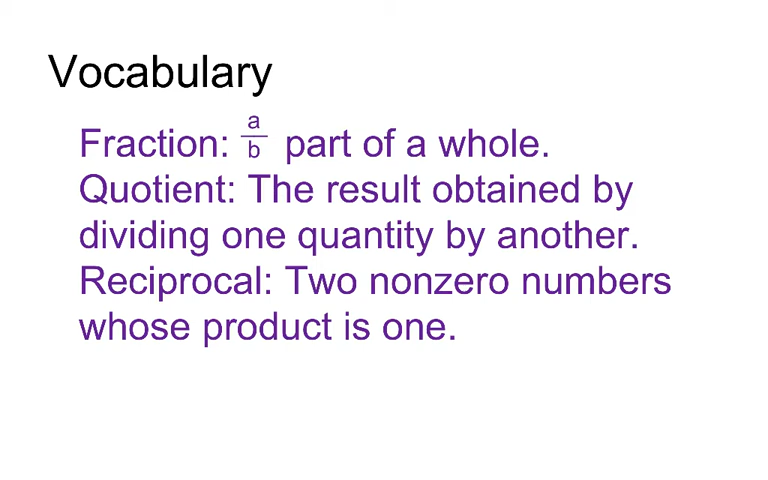 Vocabulary
Fraction: a/b part of a whole.
Quotient: The result obtained by
dividing one quantity by another.
Reciprocal: Two nonzero numbers
whose product is one.